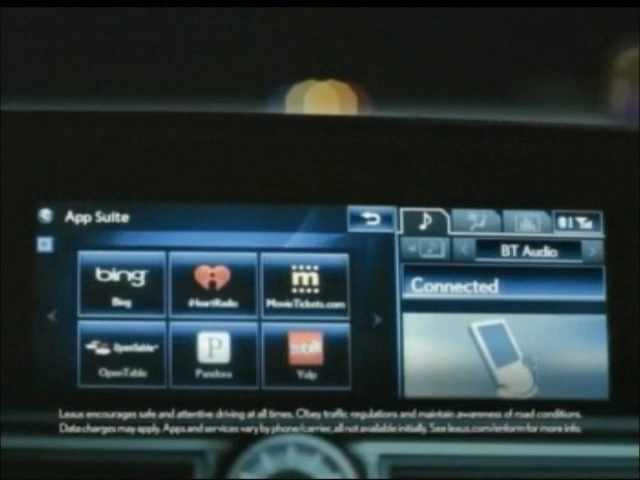 App Suite
BT Audio
bing
Bing
iHeartRadio
m
MovieTickets.com
Connected
OpenTable
OpenTable
P
Pandora
Yelp
Lexus encourages safe and attentive driving at all times. Obey traffic regulations and maintain awareness of road conditions.
Data charges may apply. Apps and services vary by phone/carrier, all not available initially. See lexus.com/enform for more info.